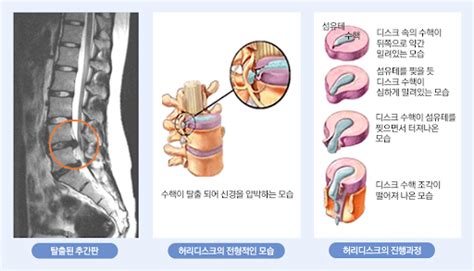 섬유테
수핵
디스크 속의 수핵이
뒤쪽으로 약간
밀려있는 모습
섬유테를 찢을 듯
디스크 수핵이
심하게 밀려있는 모습
디스크 수핵이 섬유테를
찢으면서 터져나온
모습
디스크 수핵 조각이
떨어져 나온 모습
수핵이 탈출 되어 신경을 압박하는 모습
탈출된 추간판
허리디스크의 전형적인 모습
허리디스크의 진행과정